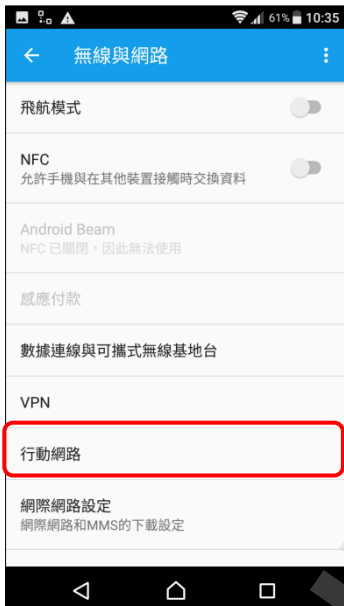 61% 10:35
無線與網路
飛航模式
NFC
允許手機與在其他裝置接觸時交換資料
Android Beam
NFC 已關閉，因此無法使用
感應付款
數據連線與可攜式無線基地台
VPN
行動網路
網際網路設定
網際網路和MMS的下載設定